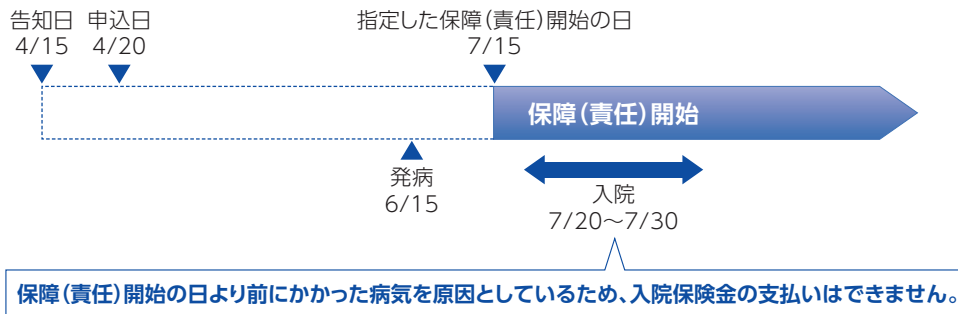 告知日 申込日 指定した保障(責任)開始の日
4/15 4/20 7/15
保障(責任)開始
発病
6/15
入院
7/20〜7/30
保障(責任)開始の日より前にかかった病気を原因としているため、入院保険金の支払いはできません。